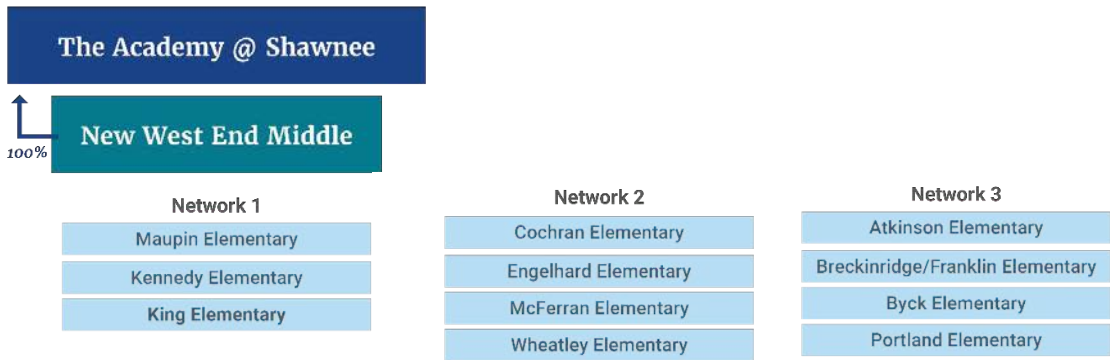 The Academy @ Shawnee
New West End Middle
100%
Network 1
Maupin Elementary
Kennedy Elementary
King Elementary
Network 2
Cochran Elementary
Engelhard Elementary
McFerran Elementary
Wheatley Elementary
Network 3
Atkinson Elementary
Breckinridge/Franklin Elementary
Byck Elementary
Portland Elementary